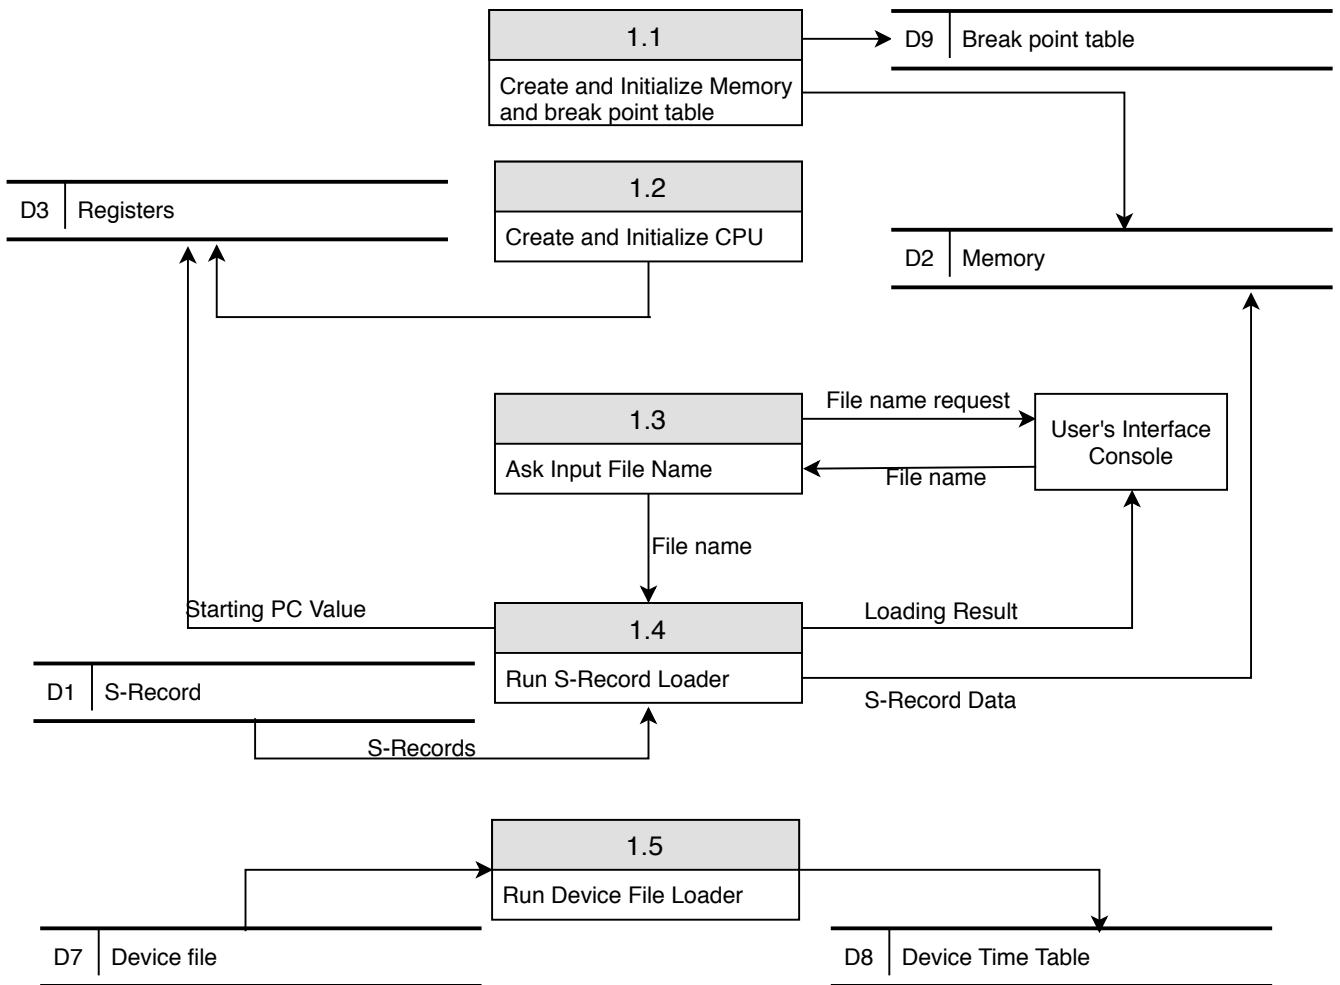 1.1
Create and Initialize Memory
and break point table
D9
Break point table
1.2
Create and Initialize CPU
D3
Registers
D2
Memory
1.3
Ask Input File Name
File name request
User's Interface
Console
File name
File name
Starting PC Value
1.4
Run S-Record Loader
Loading Result
S-Record Data
D1
S-Record
S-Records
1.5
Run Device File Loader
D7
Device file
D8
Device Time Table